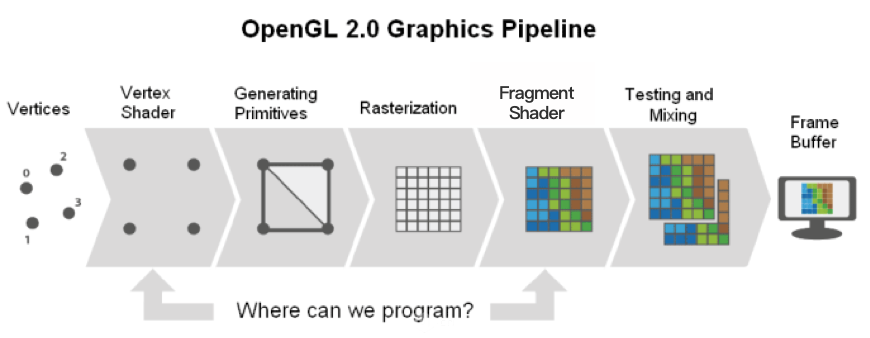 OpenGL 2.0 Graphics Pipeline
Vertices
Vertex
Shader
Generating
Primitives
Rasterization
Fragment
Shader
Testing and
Mixing
Frame
Buffer
0
2
3
1
Where can we program?